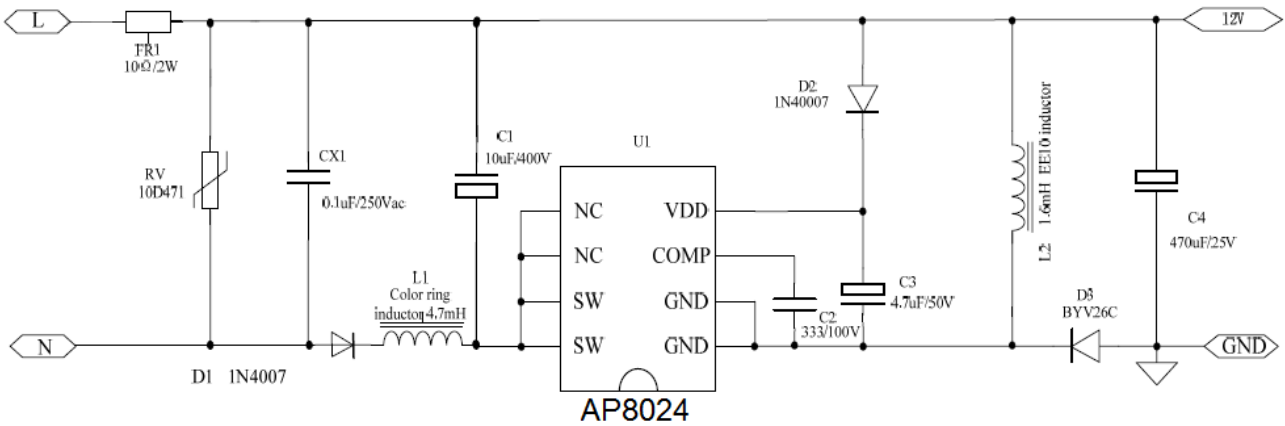 L
FR1
10Ω/2W
RV
10D471
CX1
0.1uF/250Vac
C1
10uF/400V
U1
NC
NC
SW
SW
VDD
COMP
GND
GND
AP8024
N
D1 1N4007
L1
Color ring
inductor 4.7mH
D2
1N40007
C2
333/100V
C3
4.7uF/50V
L2 1.6mH EE10 inductor
D3
BYV26C
C4
470uF/25V
12V
GND